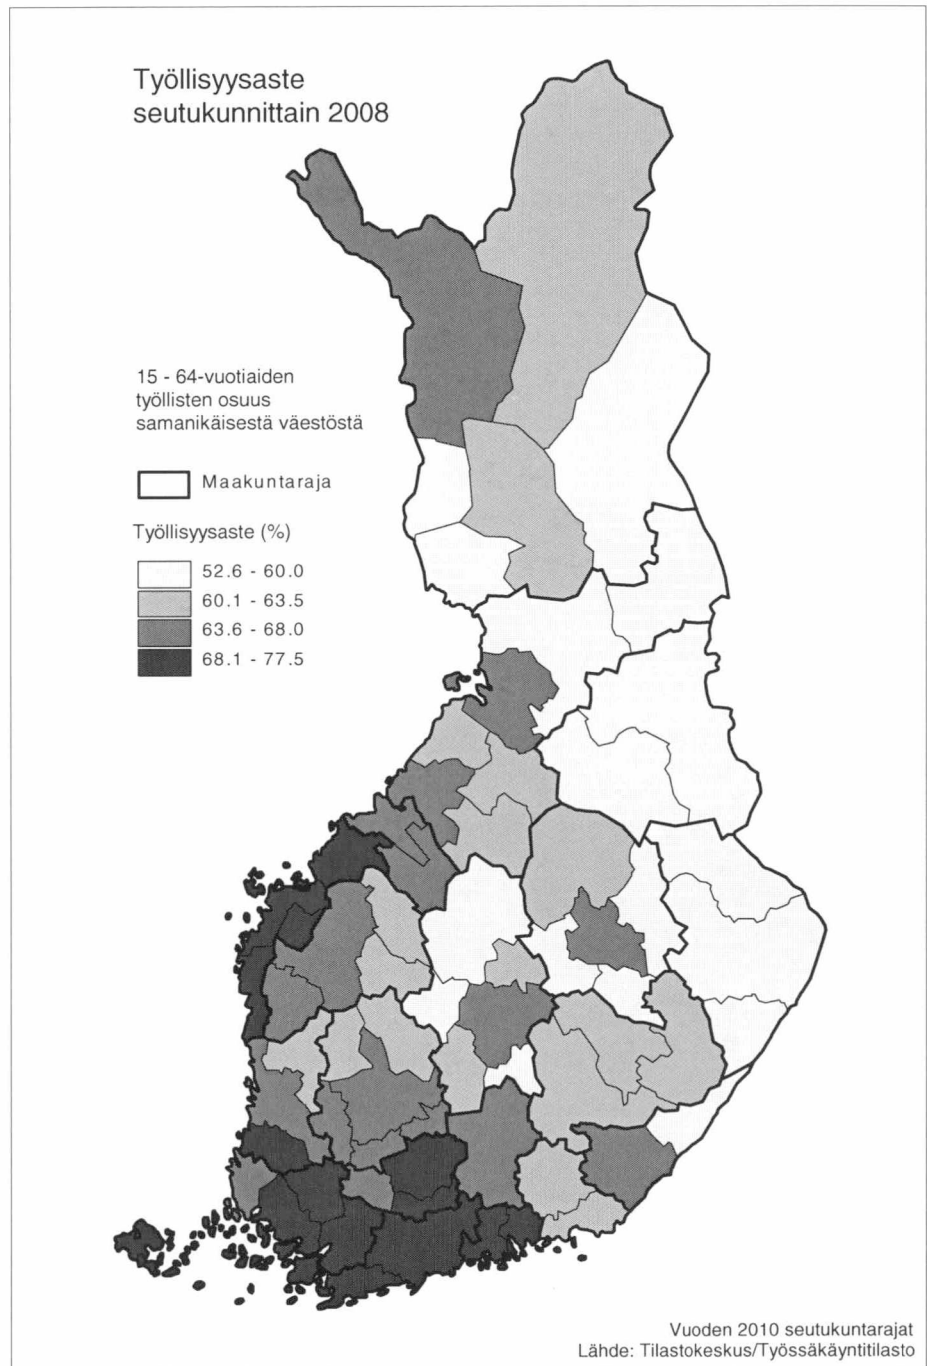 Työllisyysaste
seutukunnittain 2008
15 - 64-vuotiaiden
työllisten osuus
samanikäisestä väestöstä
Maakuntaraja
Työllisyysaste (%)
52.6 - 60.0
60.1 - 63.5
63.6 - 68.0
68.1 - 77.5
Vuoden 2010 seutukuntarajat
Lähde: Tilastokeskus/Työssäkäyntitilasto